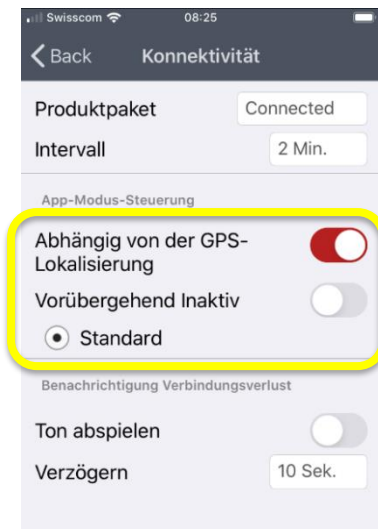 Swisscom 08:25
Back Konnektivität
Produktpaket Connected
Intervall 2 Min.
App-Modus-Steuerung
Abhängig von der GPS-
Lokalisierung
Vorübergehend Inaktiv
Standard
Benachrichtigung Verbindungsverlust
Ton abspielen
Verzögern 10 Sek.